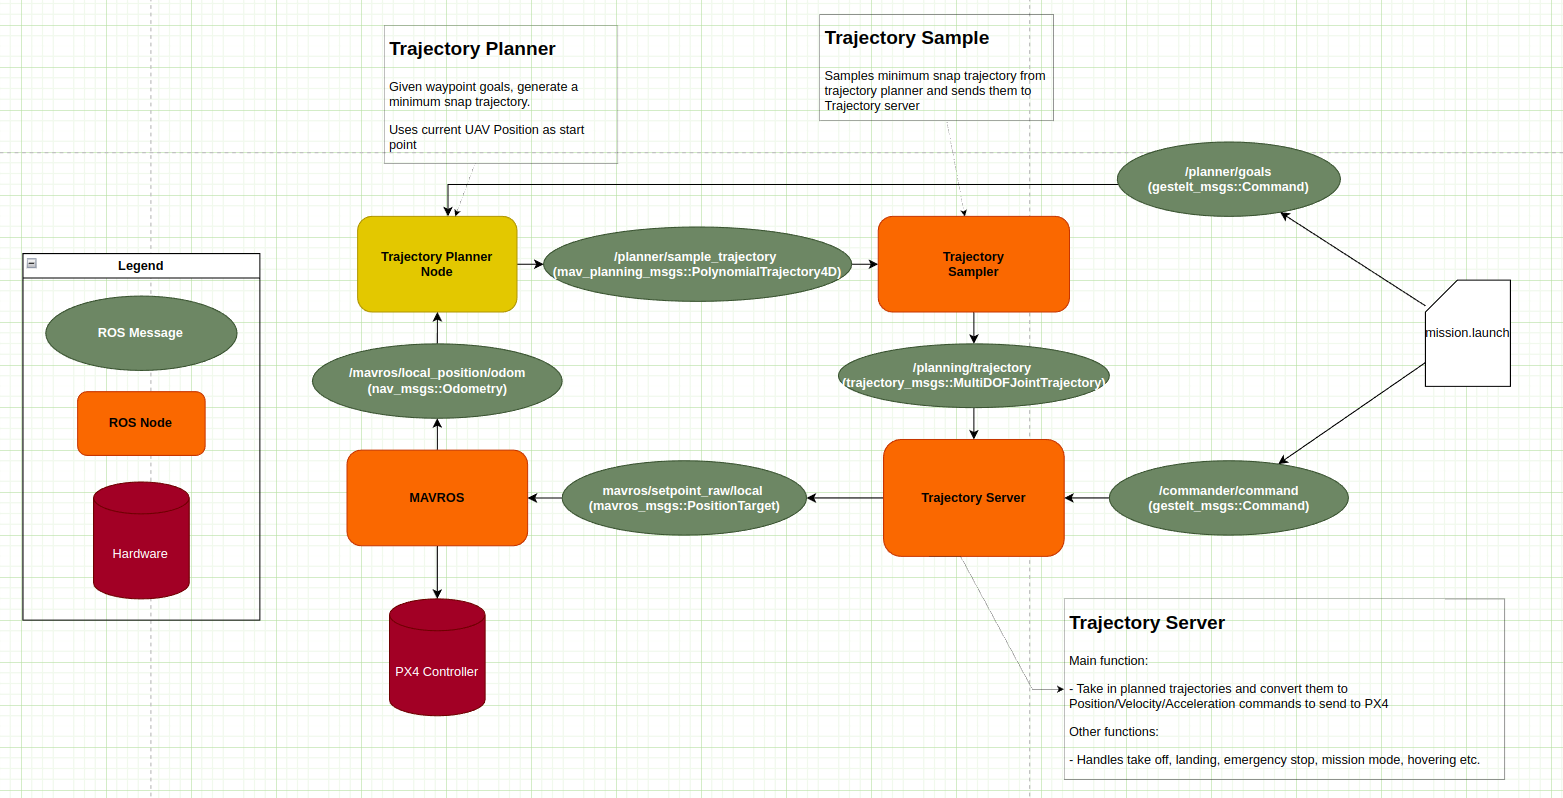 Trajectory Planner
Given waypoint goals, generate a
minimum snap trajectory.
Uses current UAV Position as start
point
Trajectory Sample
Samples minimum snap trajectory from
trajectory planner and sends them to
Trajectory server
/planner/goals
(gestelt_msgs::Command)
Trajectory Planner
Node
/planner/sample_trajectory
(mav_planning_msgs::PolynomialTrajectory4D)
Trajectory
Sampler
Legend
ROS Message
ROS Node
Hardware
mission.launch
/mavros/local_position/odom
(nav_msgs::Odometry)
/planning/trajectory
(trajectory_msgs::MultiDOFJointTrajectory)
MAVROS
mavros/setpoint_raw/local
(mavros_msgs::PositionTarget)
Trajectory Server
/commander/command
(gestelt_msgs::Command)
PX4 Controller
Trajectory Server
Main function:
- Take in planned trajectories and convert them to
Position/Velocity/Acceleration commands to send to PX4
Other functions:
- Handles take off, landing, emergency stop, mission mode, hovering etc.